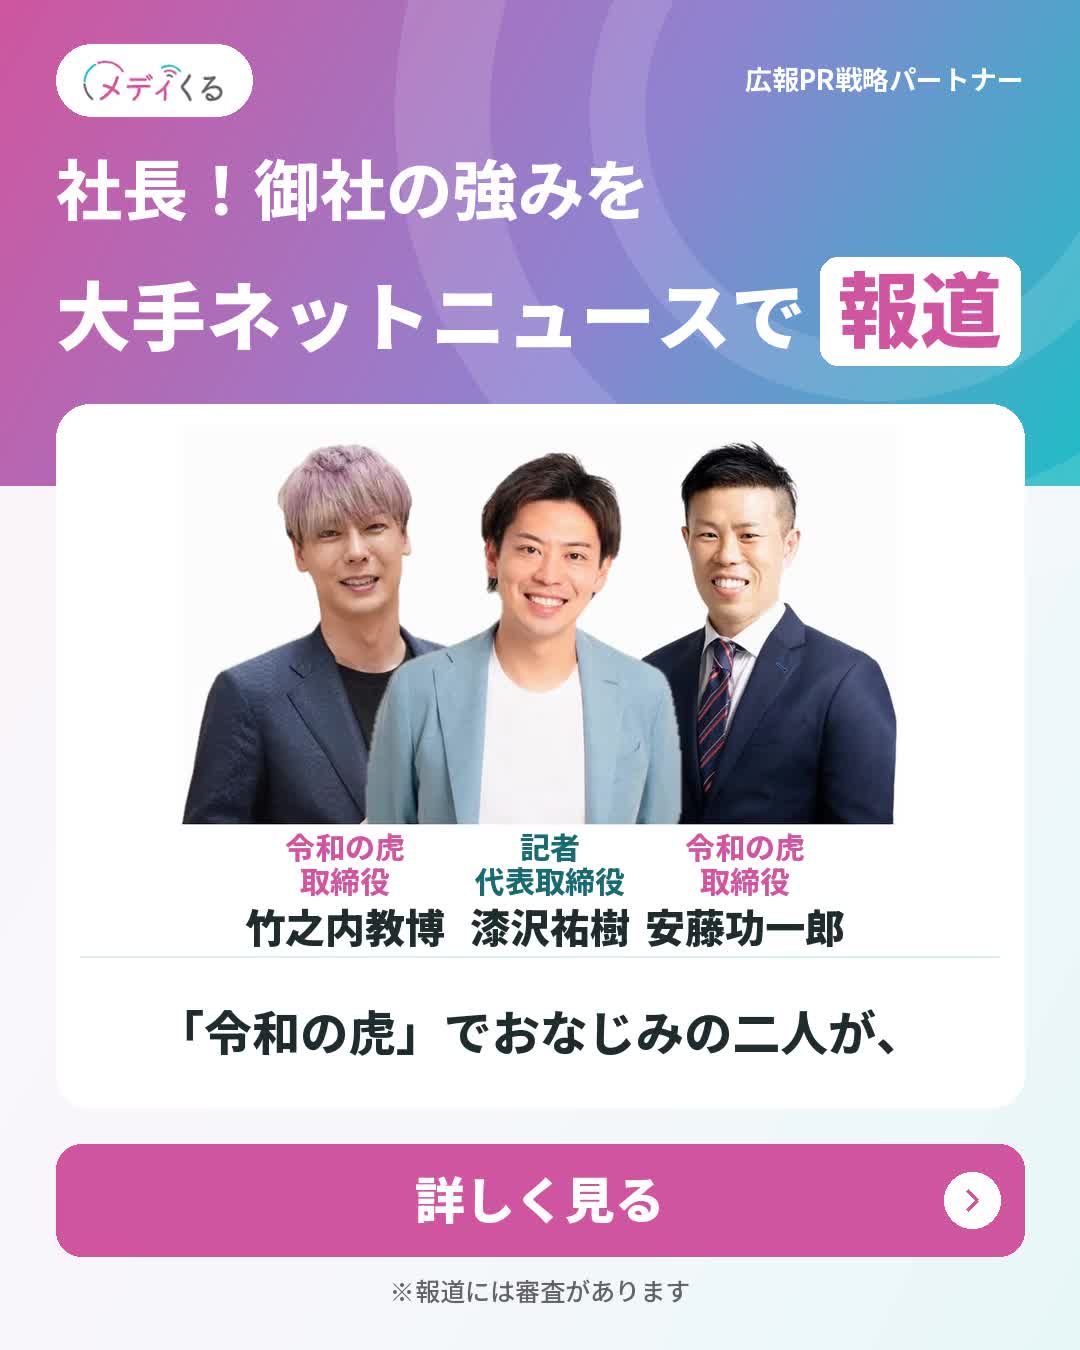 メディくる
広報PR戦略パートナー
社長！御社の強みを
大手ネットニュースで 報道
令和の虎
取締役
竹之内教博
記者
代表取締役
漆沢祐樹
令和の虎
取締役
安藤功一郎
「令和の虎」でおなじみの二人が、
詳しく見る
※報道には審査があります